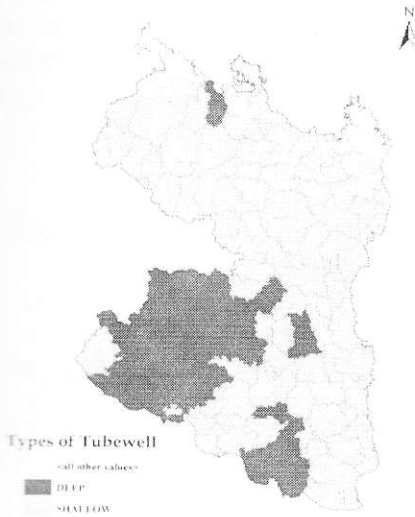 N
Types of Tubewell
<all other values>
DEEP
SHALLOW